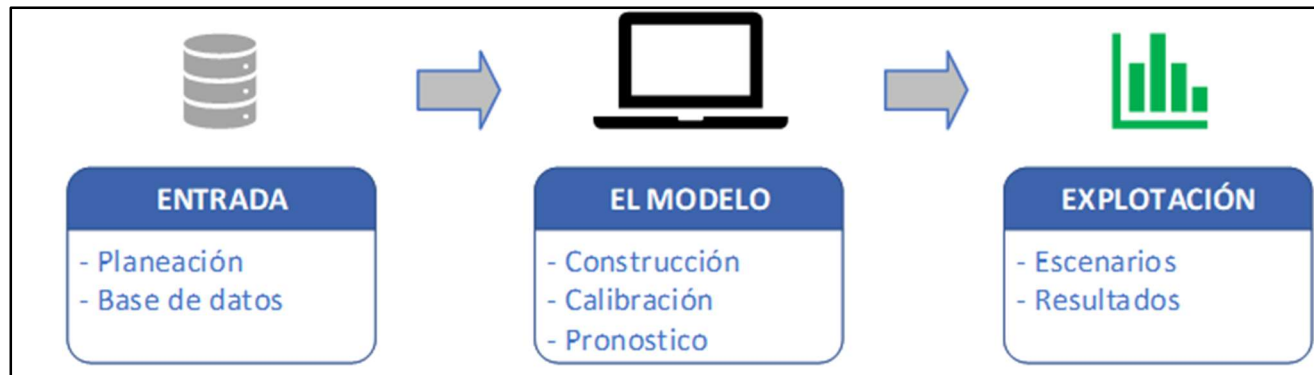 ENTRADA
- Planeación
- Base de datos
EL MODELO
- Construcción
- Calibración
- Pronostico
EXPLOTACIÓN
- Escenarios
- Resultados